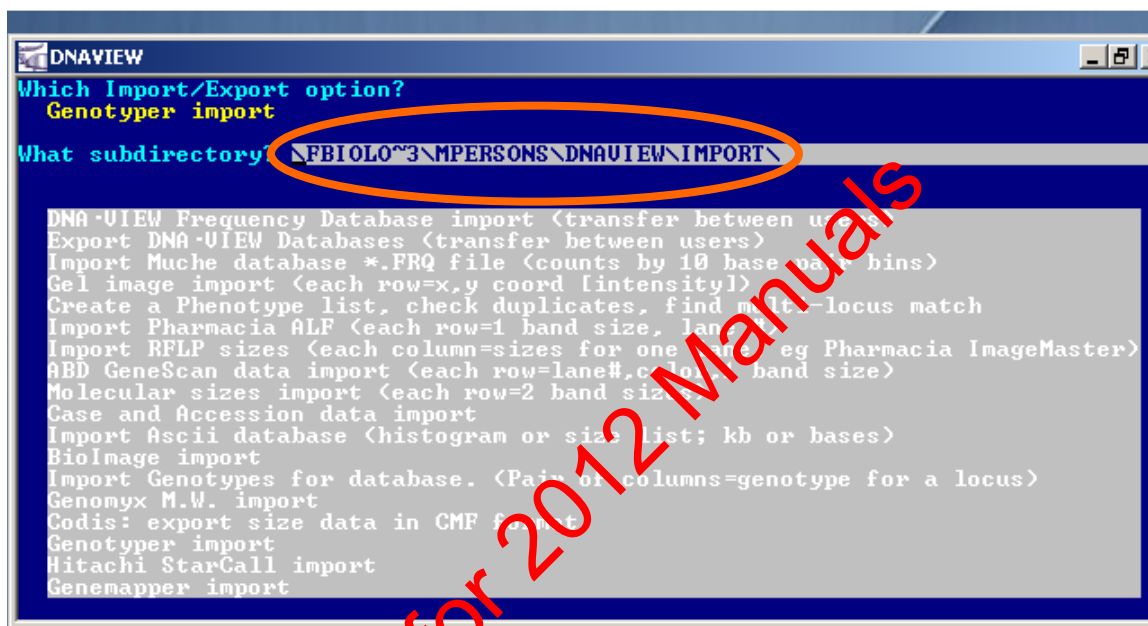 DNAVIEW
Which Import/Export option?
Genotyper import
What subdirectory? \FBIOLO~3\MPERSONS\DNAVIEW\IMPORT\
DNA·VIEW Frequency Database import (transfer between users)
Export DNA·VIEW Databases (transfer between users)
Import Muche database *.FRQ file (counts by 10 base pair bins)
Gel image import (each row=x,y coord [intensity])
Create a Phenotype list, check duplicates, find multi-locus match
Import Pharmacia ALF (each row=1 band size, lane
Import RFLP sizes (each column=sizes for one lane, eg Pharmacia ImageMaster)
ABD GeneScan data import (each row=lane#,color, band size)
Molecular sizes import (each row=2 band sizes)
Case and Accession data import
Import Ascii database (histogram or size list; kb or bases)
BioImage import
Import Genotypes for database. (Pair of columns=genotype for a locus)
Genomyx M.W. import
Codis: export size data in CMF format
Genotyper import
Hitachi StarCall import
Genemapper import
for 2012 Manuals